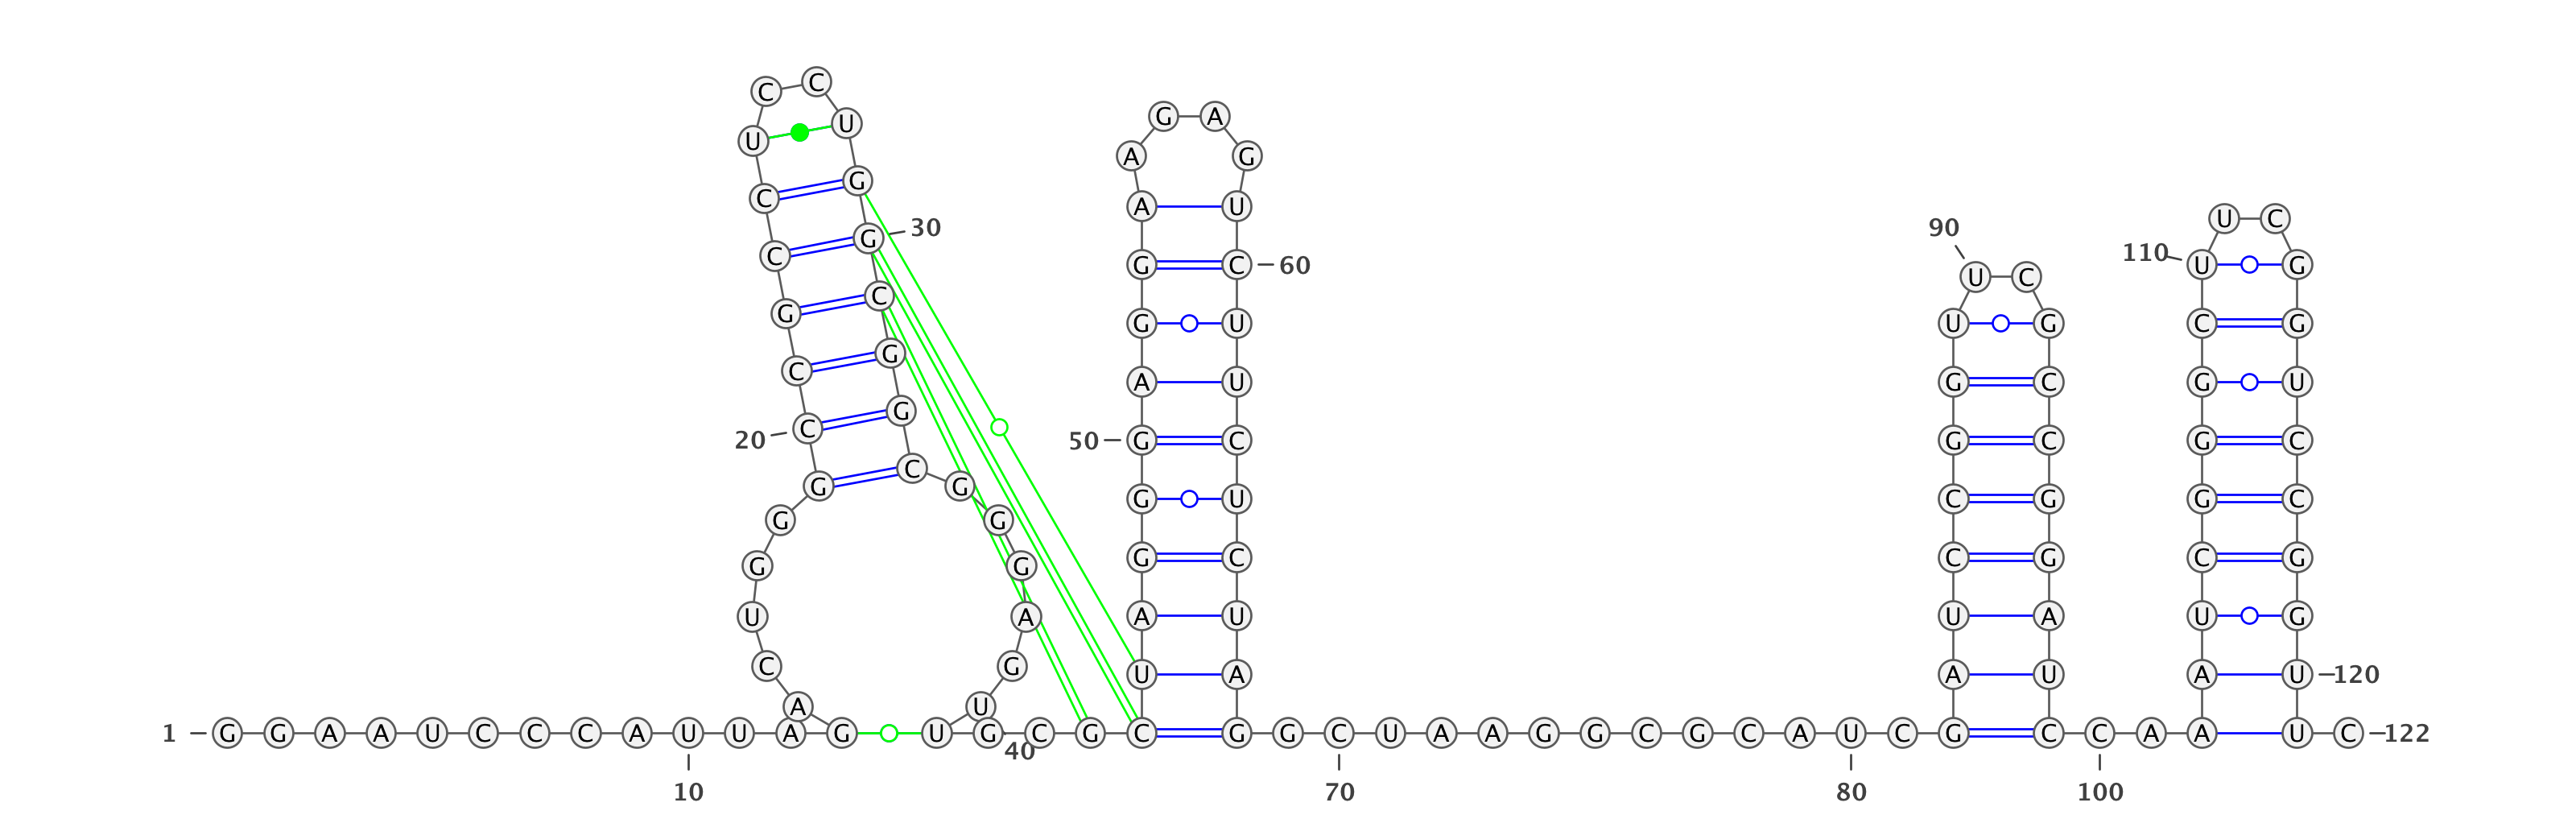 1
G G A A U C C C A U
10
U A G A C U G G G C
20
C G C C U C C U G G
30
C G G C G G G A G U
40
U G C G C U A G G G
50
A G G A A G A G U C
60
U U C U C U A G G C
70
U A A G G C G C A U
80
C G A U C C G G U U
90
C G C C G G A U C C
100
A A A U C G G G C U
110
U C G G U C C G G U
120
U C
122